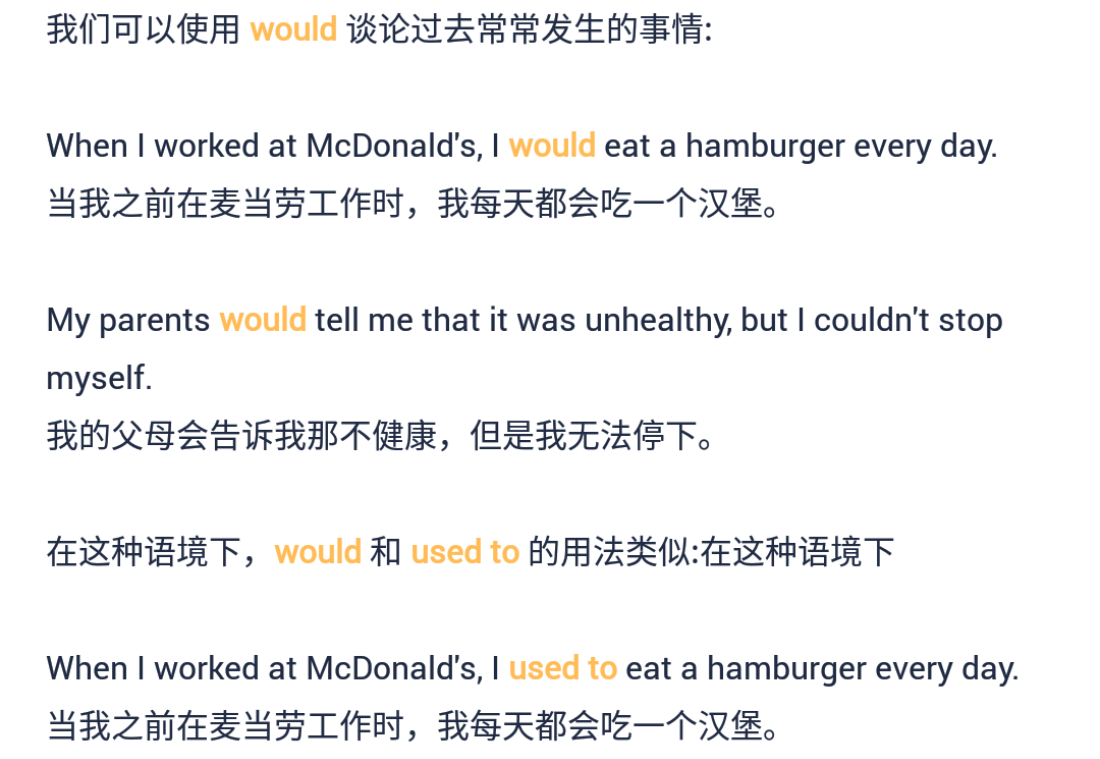 我们可以使用 would 谈论过去常常发生的事情:
When I worked at McDonald's, I would eat a hamburger every day.
当我之前在麦当劳工作时，我每天都会吃一个汉堡。
My parents would tell me that it was unhealthy, but I couldn't stop
myself.
我的父母会告诉我那不健康，但是我无法停下。
在这种语境下，would 和 used to 的用法类似:在这种语境下
When I worked at McDonald's, I used to eat a hamburger every day.
当我之前在麦当劳工作时，我每天都会吃一个汉堡。